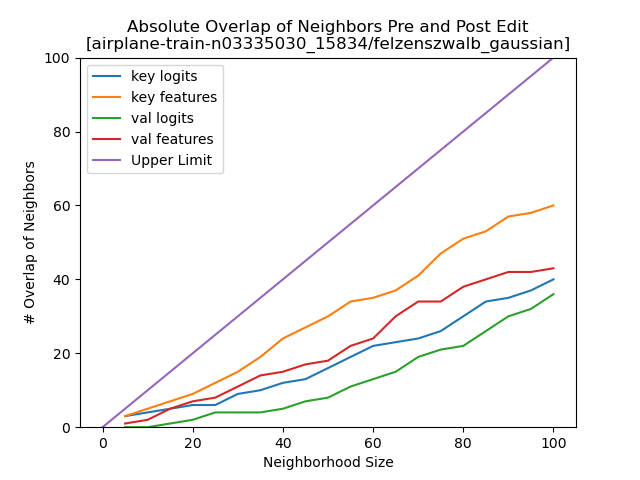 Absolute Overlap of Neighbors Pre and Post Edit
[airplane-train-n03335030_15834/felzenszwalb_gaussian]
key logits
key features
val logits
val features
Upper Limit
# Overlap of Neighbors
100
80
60
40
20
0
0 20 40 60 80 100
Neighborhood Size